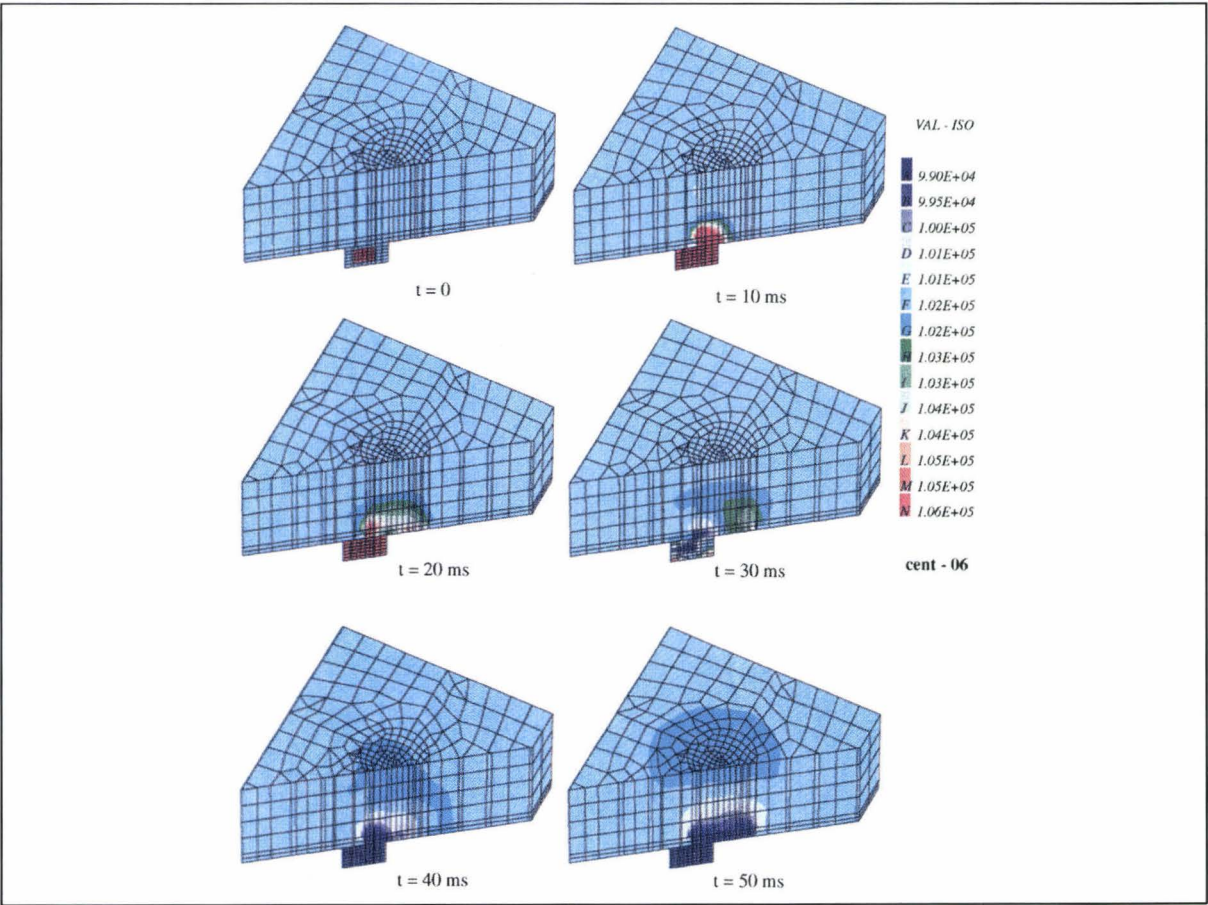 VAL - ISO
A 9.90E+04
B 9.95E+04
C 1.00E+05
D 1.01E+05
E 1.01E+05
F 1.02E+05
G 1.02E+05
H 1.03E+05
I 1.03E+05
J 1.04E+05
K 1.04E+05
L 1.05E+05
M 1.05E+05
N 1.06E+05
t = 0
t = 10 ms
t = 20 ms
t = 30 ms
cent - 06
t = 40 ms
t = 50 ms